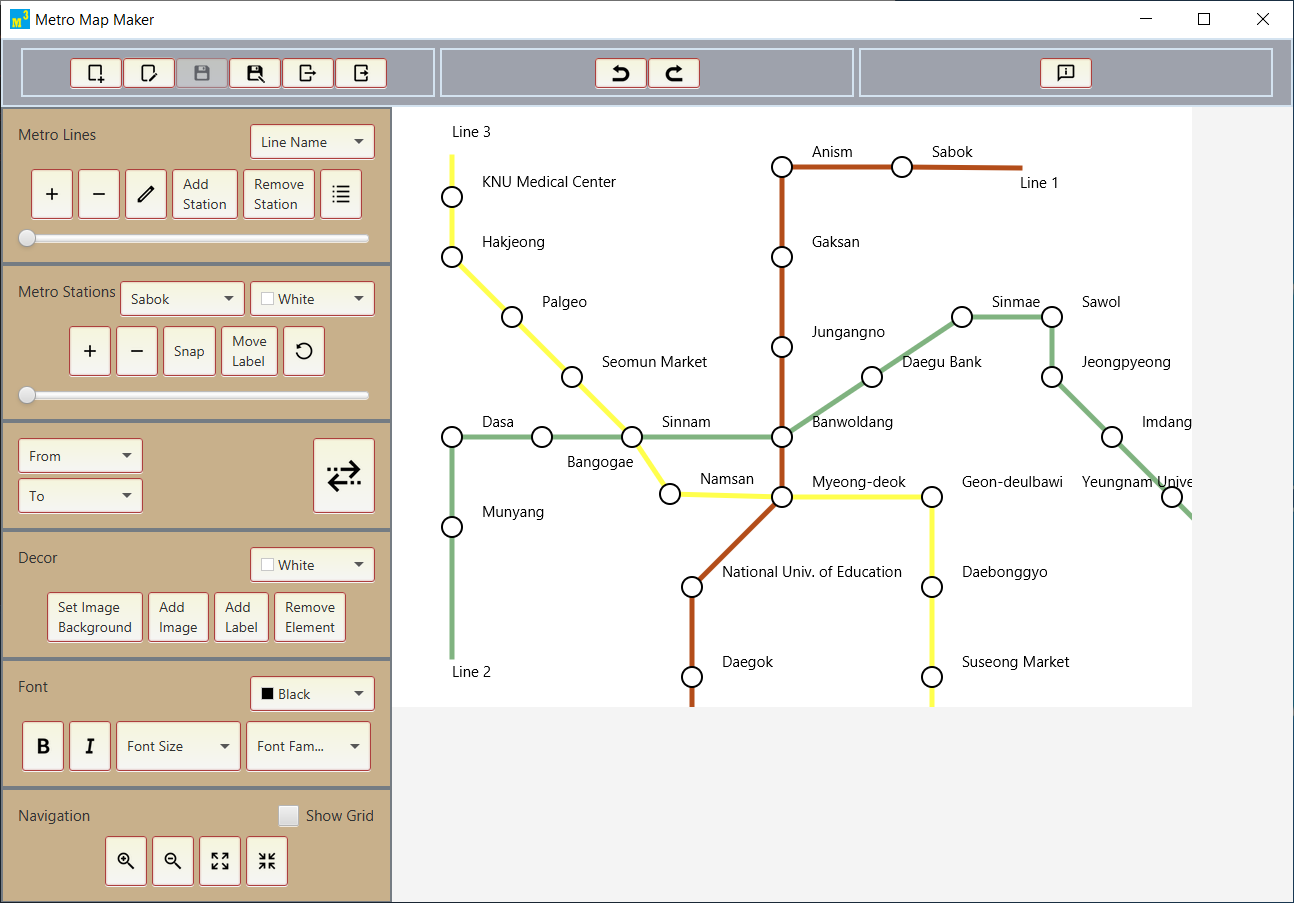 M³ Metro Map Maker
Metro Lines
Line Name
+
−
Add
Station
Remove
Station
Metro Stations
Sabok
White
+
−
Snap
Move
Label
From
To
Decor
White
Set Image
Background
Add
Image
Add
Label
Remove
Element
Font
Black
B
I
Font Size
Font Fam...
Navigation
Show Grid
Line 3
Anism
Sabok
KNU Medical Center
Line 1
Hakjeong
Gaksan
Palgeo
Sinmae
Sawol
Jungangno
Seomun Market
Daegu Bank
Jeongpyeong
Dasa
Sinnam
Banwoldang
Imdang
Bangogae
Namsan
Myeong-deok
Geon-deulbawi
Yeungnam Unive
Munyang
National Univ. of Education
Daebonggyo
Daegok
Suseong Market
Line 2